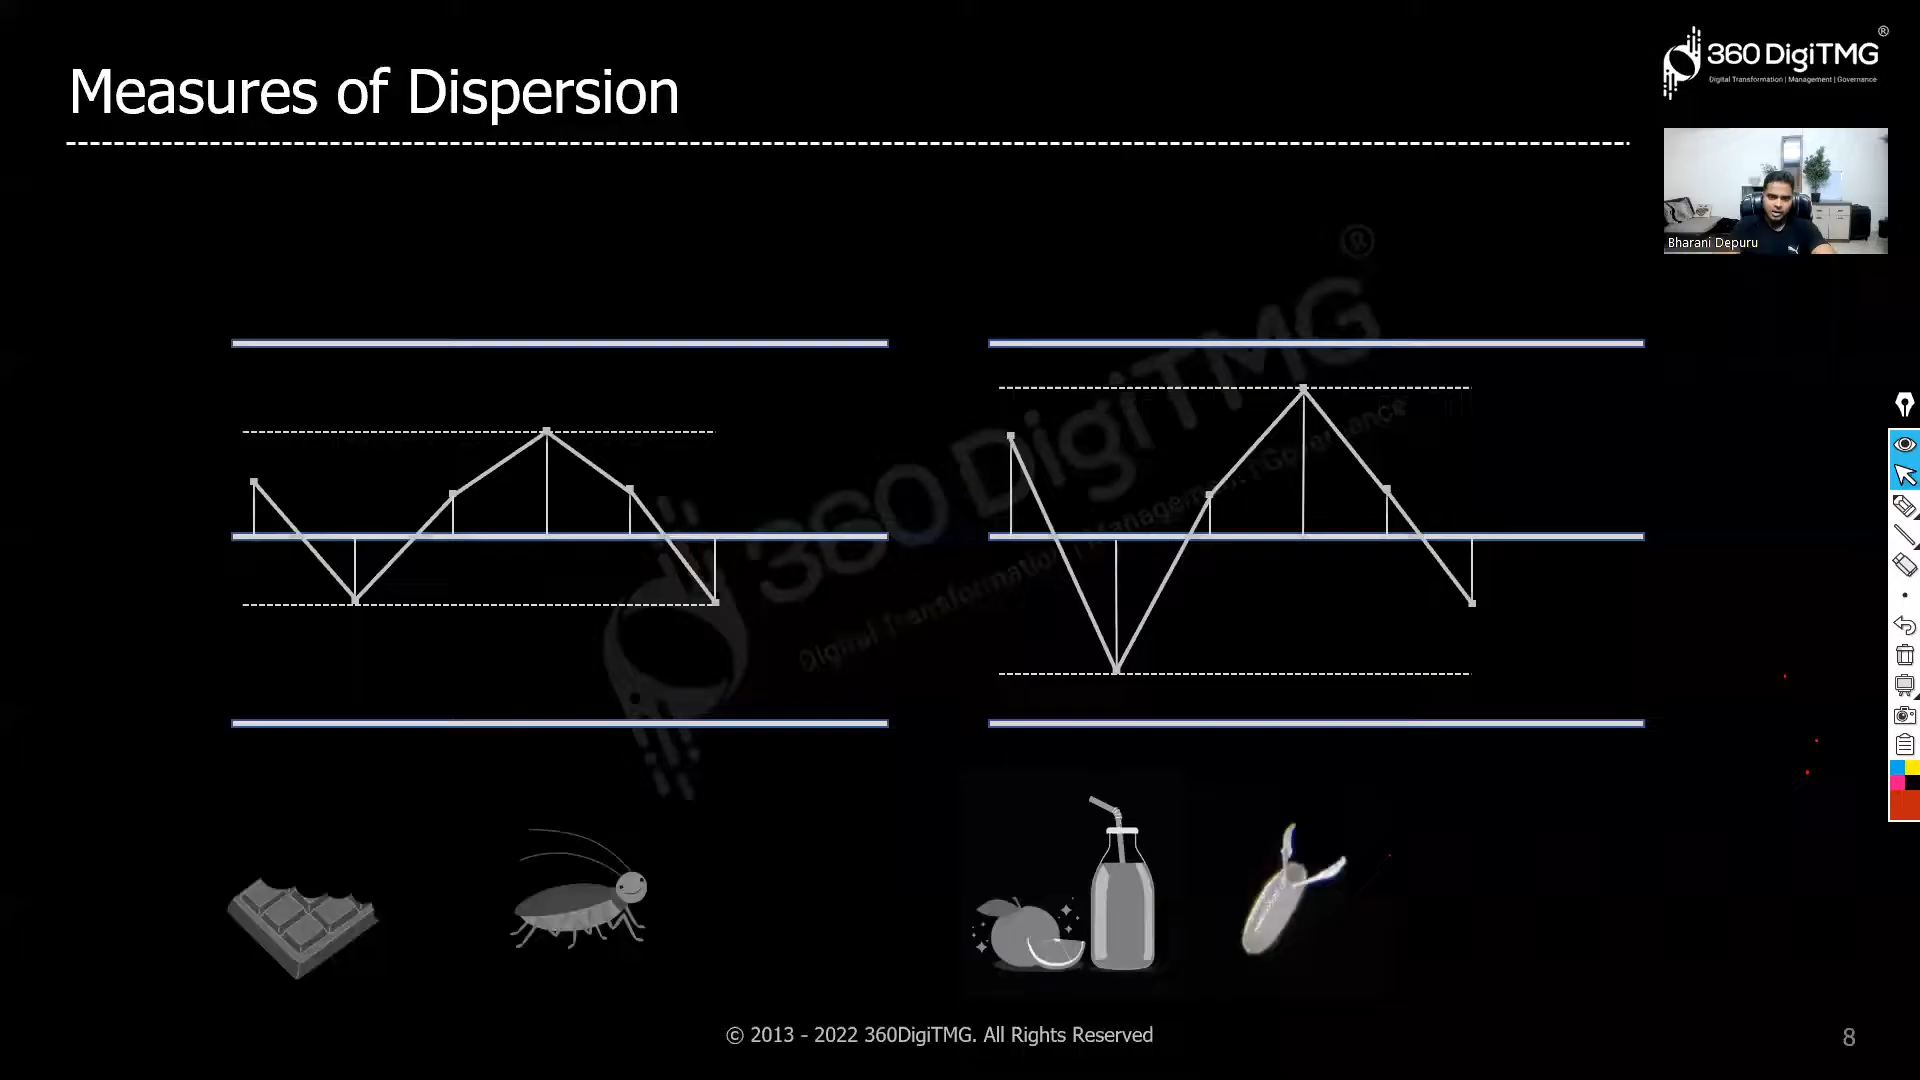 Measures of Dispersion
360 DigiTMG ®
Digital Transformation | Management | Governance
Bharani Depuru
360 DigiTMG ®
Digital Transformation | Management | Governance
© 2013 - 2022 360DigiTMG. All Rights Reserved
8